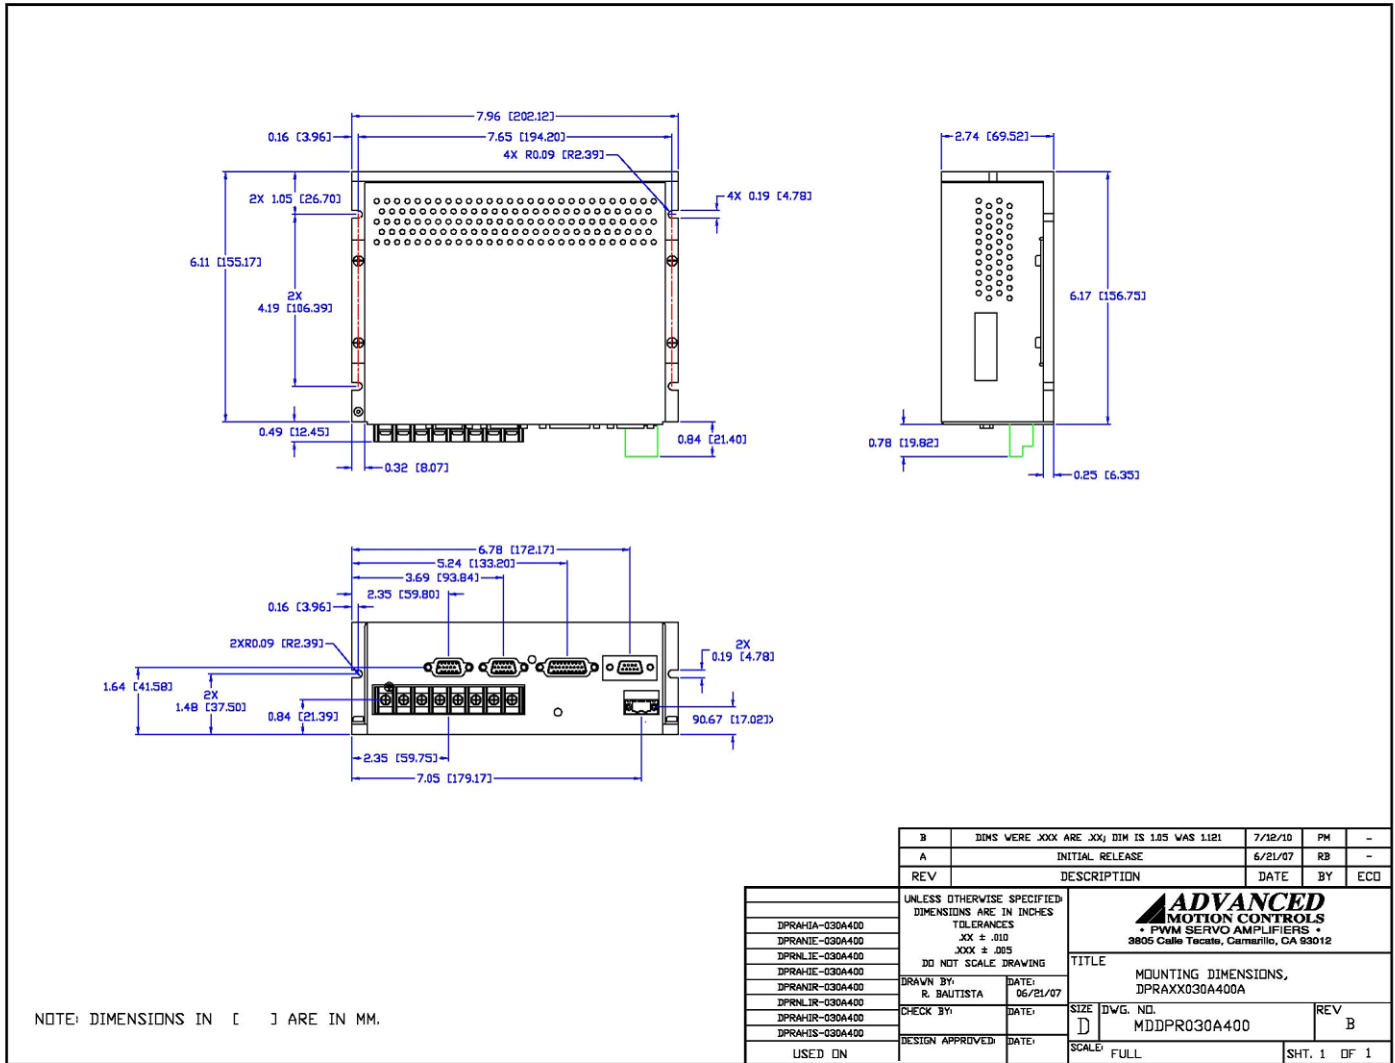 7.96 [202.12]
0.16 [3.96]
7.65 [194.20]
4X R0.09 [R2.39]
2X 1.05 [26.70]
4X 0.19 [4.78]
6.11 [155.17]
2X
4.19 [106.39]
0.49 [12.45]
0.84 [21.40]
0.32 [8.07]
2.74 [69.52]
6.17 [156.75]
0.78 [19.82]
0.25 [6.35]
6.78 [172.17]
5.24 [133.20]
3.69 [93.84]
2.35 [59.80]
0.16 [3.96]
2XR0.09 [R2.39]
2X
0.19 [4.78]
1.64 [41.58]
2X
1.48 [37.50]
0.84 [21.39]
90.67 [17.02])
2.35 [59.75]
7.05 [179.17]
NOTE: DIMENSIONS IN [ ] ARE IN MM.
B DIMS WERE .XXX ARE .XX; DIM IS 1.05 WAS 1.121 7/12/10 PM -
A INITIAL RELEASE 6/21/07 RB -
REV DESCRIPTION DATE BY ECO
DPRAHIA-030A400
DPRANIE-030A400
DPRNLIE-030A400
DPRAHIE-030A400
DPRANIR-030A400
DPRNLIR-030A400
DPRAHIR-030A400
DPRAHIS-030A400
USED ON
UNLESS OTHERWISE SPECIFIED:
DIMENSIONS ARE IN INCHES
TOLERANCES
.XX ± .010
.XXX ± .005
DO NOT SCALE DRAWING
DRAWN BY: DATE:
R. BAUTISTA 06/21/07
CHECK BY: DATE:
DESIGN APPROVED: DATE:
ADVANCED
MOTION CONTROLS
• PWM SERVO AMPLIFIERS •
3805 Calle Tecate, Camarillo, CA 93012
TITLE
MOUNTING DIMENSIONS,
DPRAXX030A400A
SIZE DWG. NO. REV
D MDDPR030A400 B
SCALE: FULL SHT. 1 OF 1